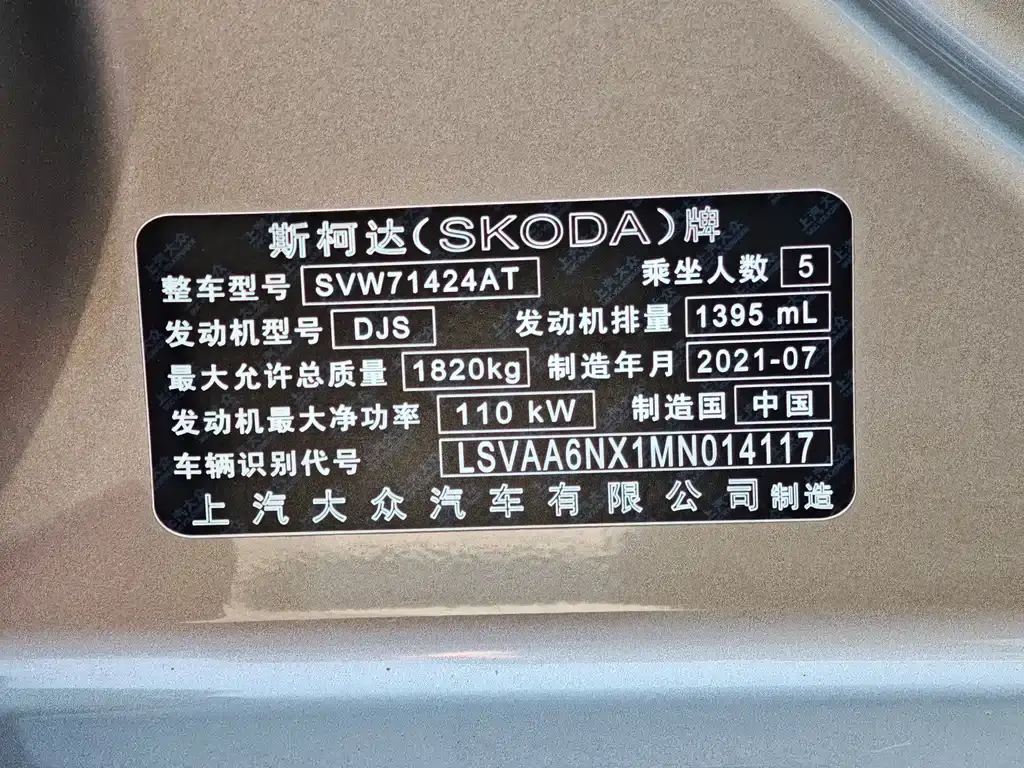 斯柯达(SKODA)牌
整车型号 SVW71424AT 乘坐人数 5
发动机型号 DJS 发动机排量 1395 mL
最大允许总质量 1820kg 制造年月 2021-07
发动机最大净功率 110 kW 制造国 中国
车辆识别代号 LSVAA6NX1MN014117
上汽大众汽车有限公司制造